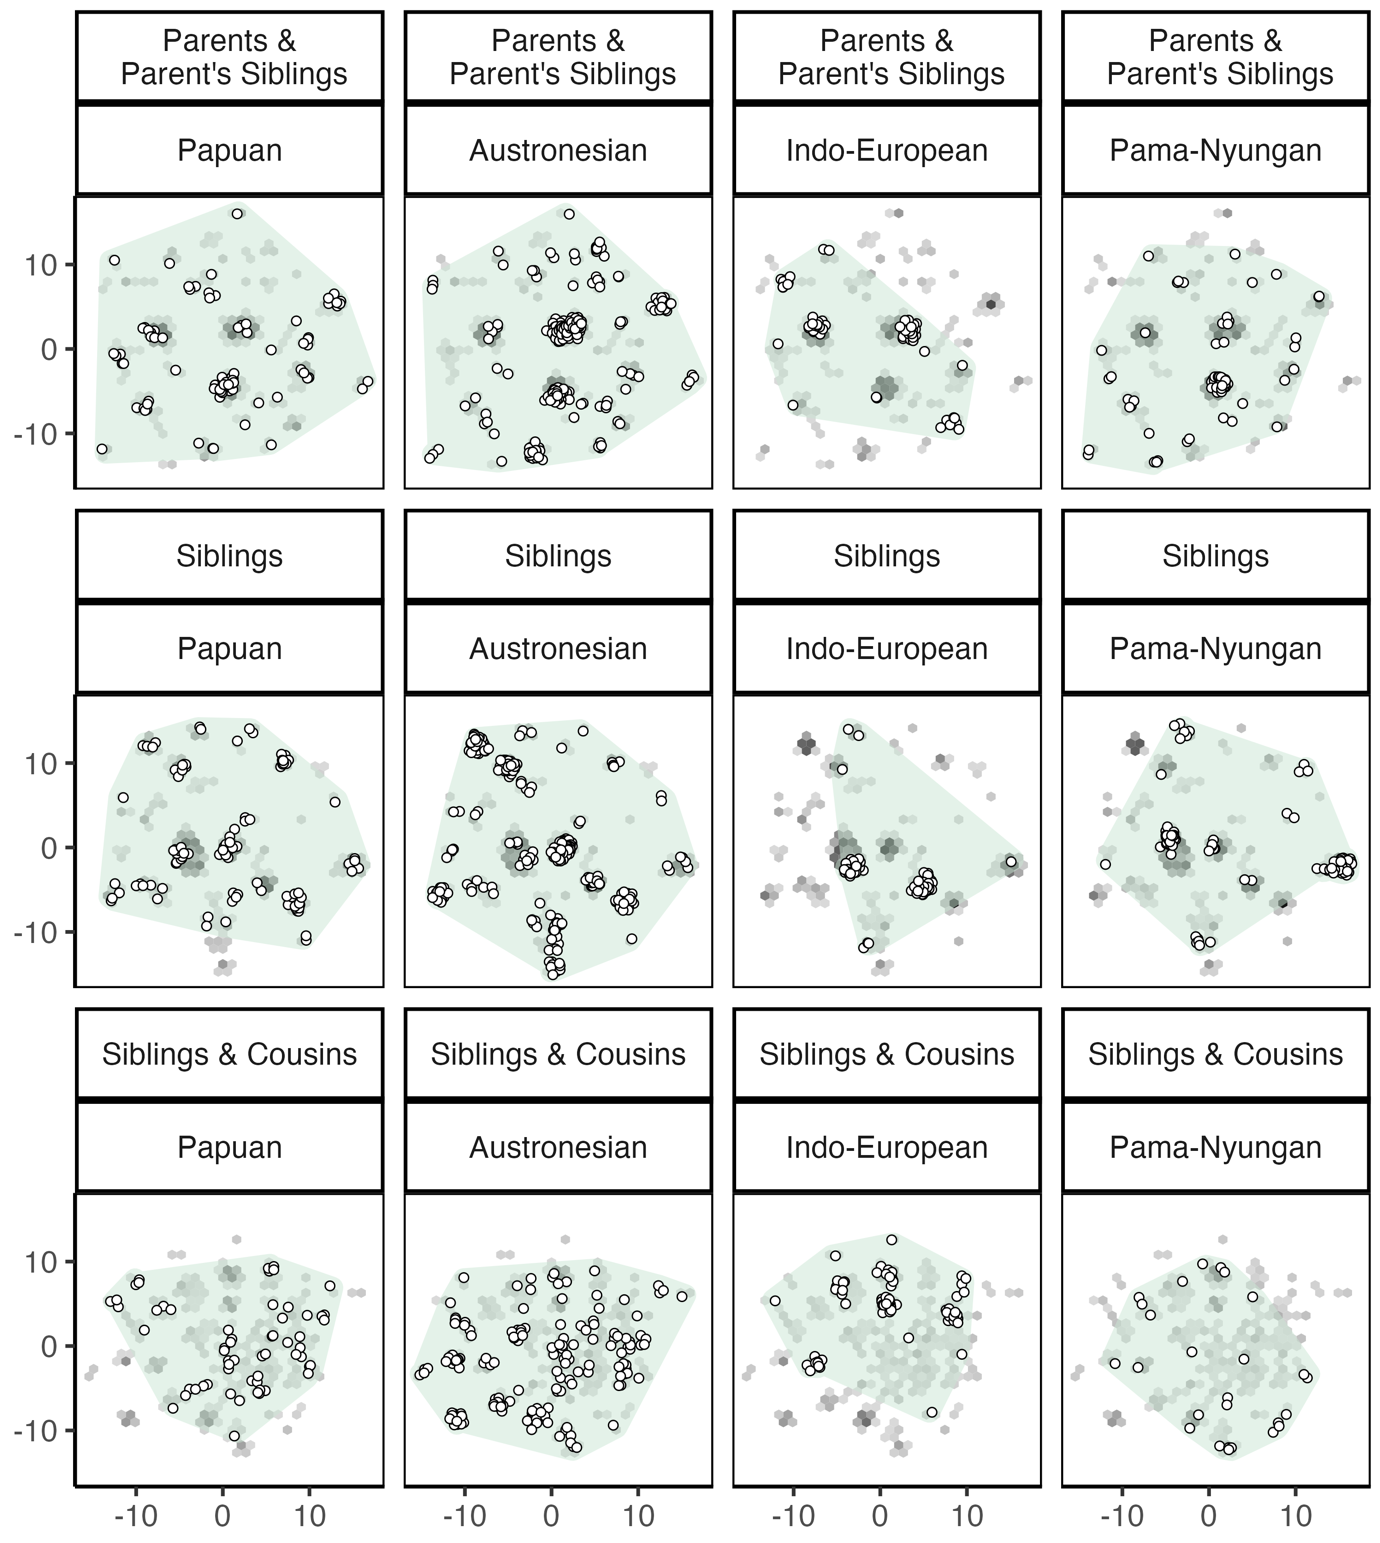 Parents &
Parent's Siblings
Parents &
Parent's Siblings
Parents &
Parent's Siblings
Parents &
Parent's Siblings
Papuan
Austronesian
Indo-European
Pama-Nyungan
10
0
-10
Siblings
Siblings
Siblings
Siblings
Papuan
Austronesian
Indo-European
Pama-Nyungan
10
0
-10
Siblings & Cousins
Siblings & Cousins
Siblings & Cousins
Siblings & Cousins
Papuan
Austronesian
Indo-European
Pama-Nyungan
10
0
-10
-10 0 10
-10 0 10
-10 0 10
-10 0 10